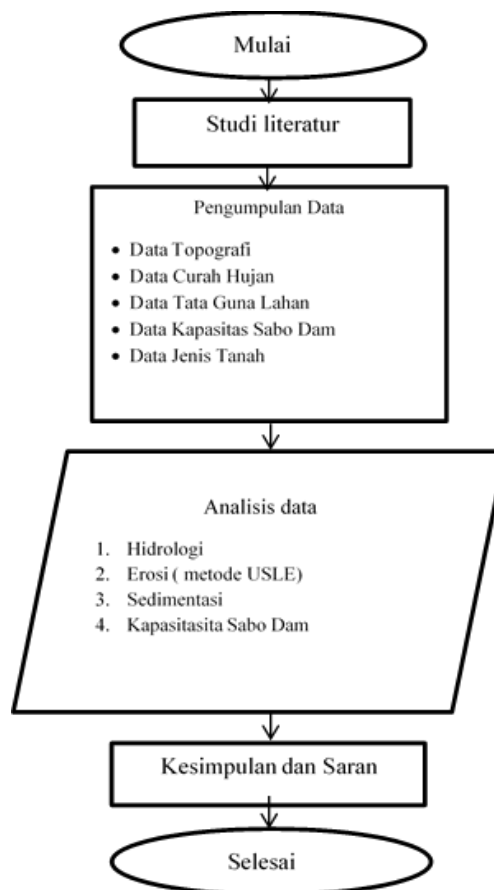 Mulai
Studi literatur
Pengumpulan Data
• Data Topografi
• Data Curah Hujan
• Data Tata Guna Lahan
• Data Kapasitas Sabo Dam
• Data Jenis Tanah
Analisis data
1. Hidrologi
2. Erosi ( metode USLE)
3. Sedimentasi
4. Kapasitasita Sabo Dam
Kesimpulan dan Saran
Selesai